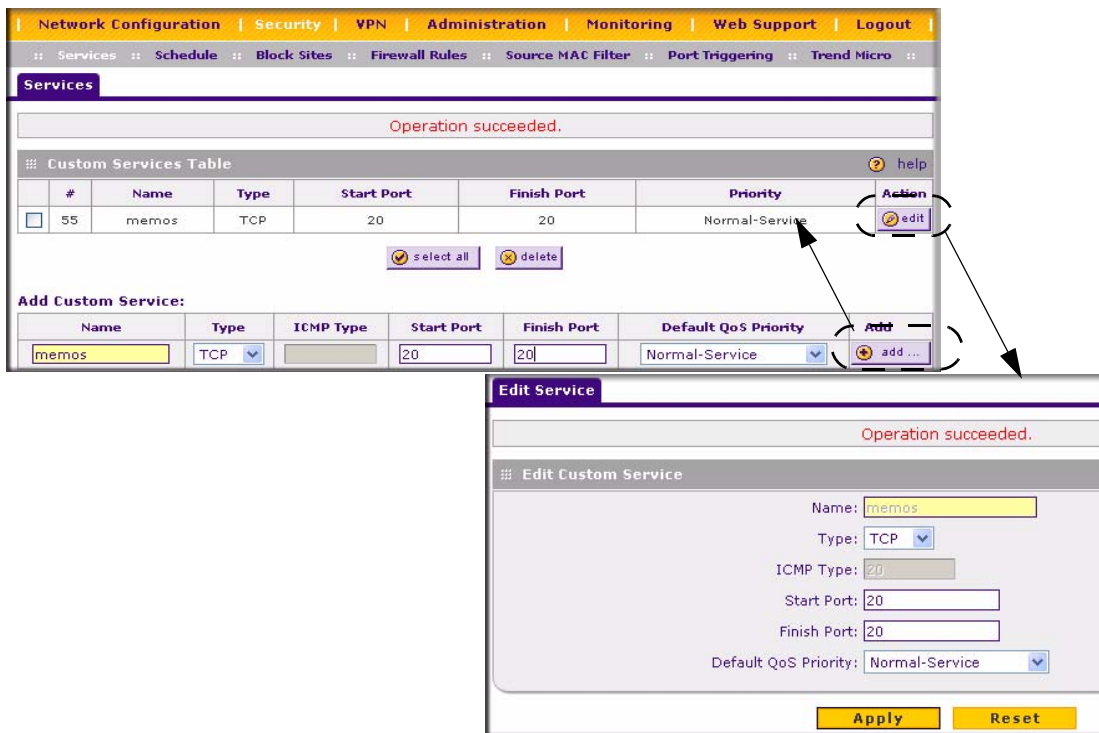 Network Configuration | Security | VPN | Administration | Monitoring | Web Support | Logout
:: Services :: Schedule :: Block Sites :: Firewall Rules :: Source MAC Filter :: Port Triggering :: Trend Micro ::
Services
Operation succeeded.
Custom Services Table help
# Name Type Start Port Finish Port Priority Action
55 memos TCP 20 20 Normal-Service edit
select all delete
Add Custom Service:
Name Type ICMP Type Start Port Finish Port Default QoS Priority Add
memos TCP 20 20 Normal-Service add ...
Edit Service
Operation succeeded.
Edit Custom Service
Name: memos
Type: TCP
ICMP Type: 20
Start Port: 20
Finish Port: 20
Default QoS Priority: Normal-Service
Apply Reset